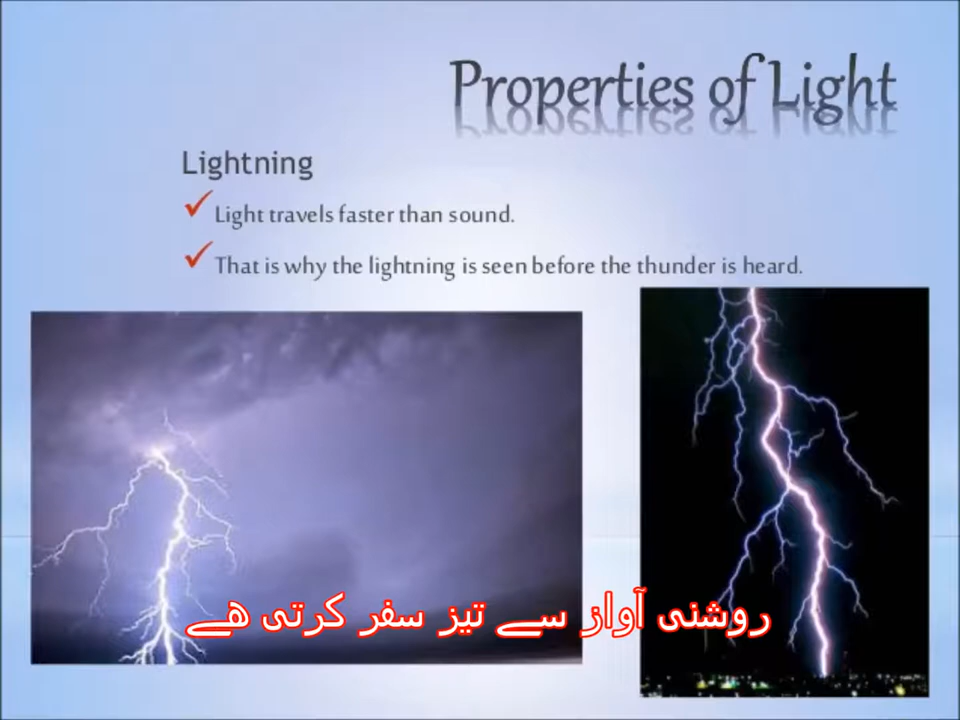 Properties of Light
Lightning
Light travels faster than sound.
That is why the lightning is seen before the thunder is heard.
روشنی آواز سے تیز سفر کرتی ھے